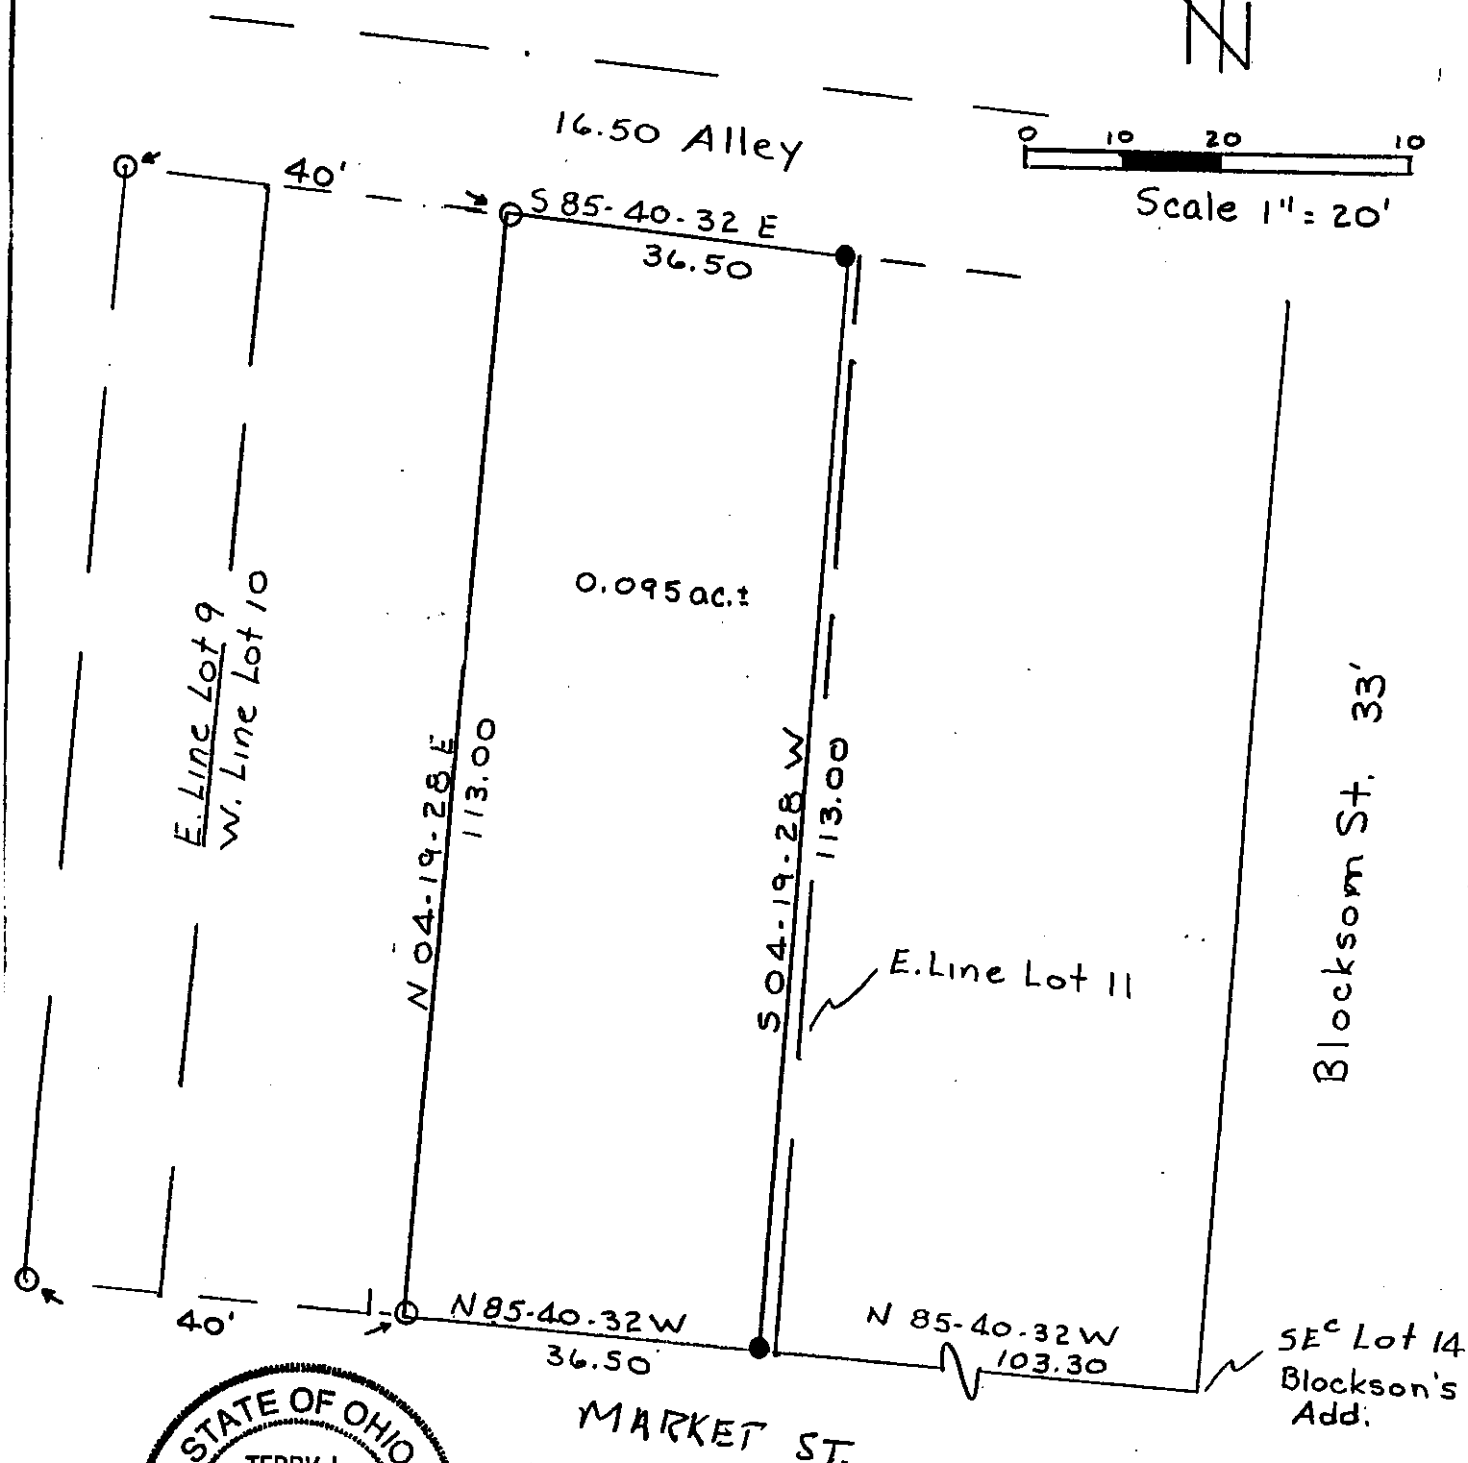 N
16.50 Alley
0 10 20 10
Scale 1" = 20'
40'
S 85-40-32 E
36.50
0.095 ac.±
E. Line Lot 9
W. Line Lot 10
N 04-19-28 E
113.00
S 04-19-28 W
113.00
E. Line Lot 11
Blocksom St. 33'
40'
N 85-40-32 W
36.50
N 85-40-32 W
103.30
SEᶜ Lot 14
Blockson's
Add.
MARKET ST.
STATE OF OHIO